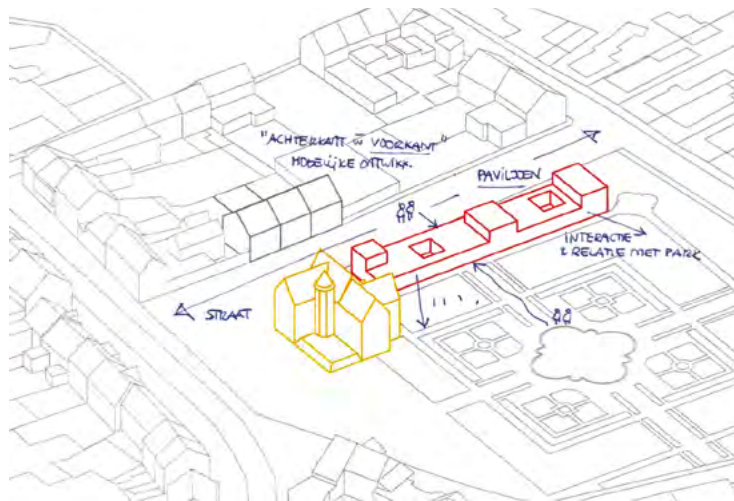 "ACHTERKANT w VOORKANT"
MOGELIJKE ONTWIKK.
PAVILJOEN
INTERACTIE
& RELATIE MET PARK
STRAAT